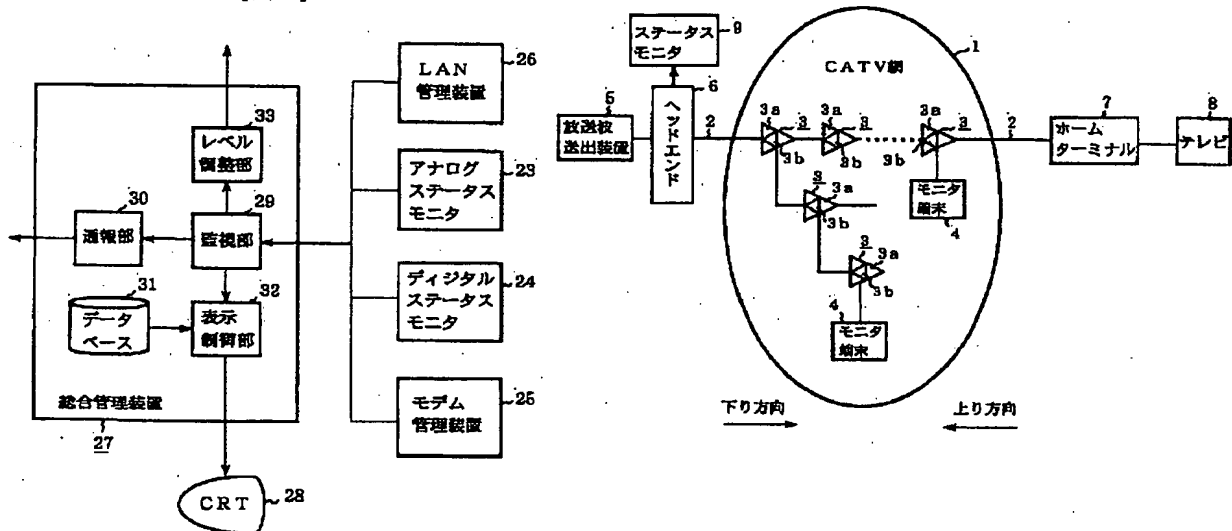 33
レベル
調整部
30
通報部
29
監視部
31
データ
ベース
32
表示
制御部
総合管理装置
27
CRT
28
LAN
管理装置
26
アナログ
ステータス
モニタ
23
ディジタル
ステータス
モニタ
24
モデム
管理装置
25
ステータス
モニタ
9
5
放送波
送出装置
6
ヘッドエンド
2
1
CATV網
3a
3
3b
3a
3
3b
3a
3
3b
3
3a
3b
3
3a
3b
モニタ
端末
4
4
モニタ
端末
2
7
ホーム
ターミナル
8
テレビ
下り方向
上り方向